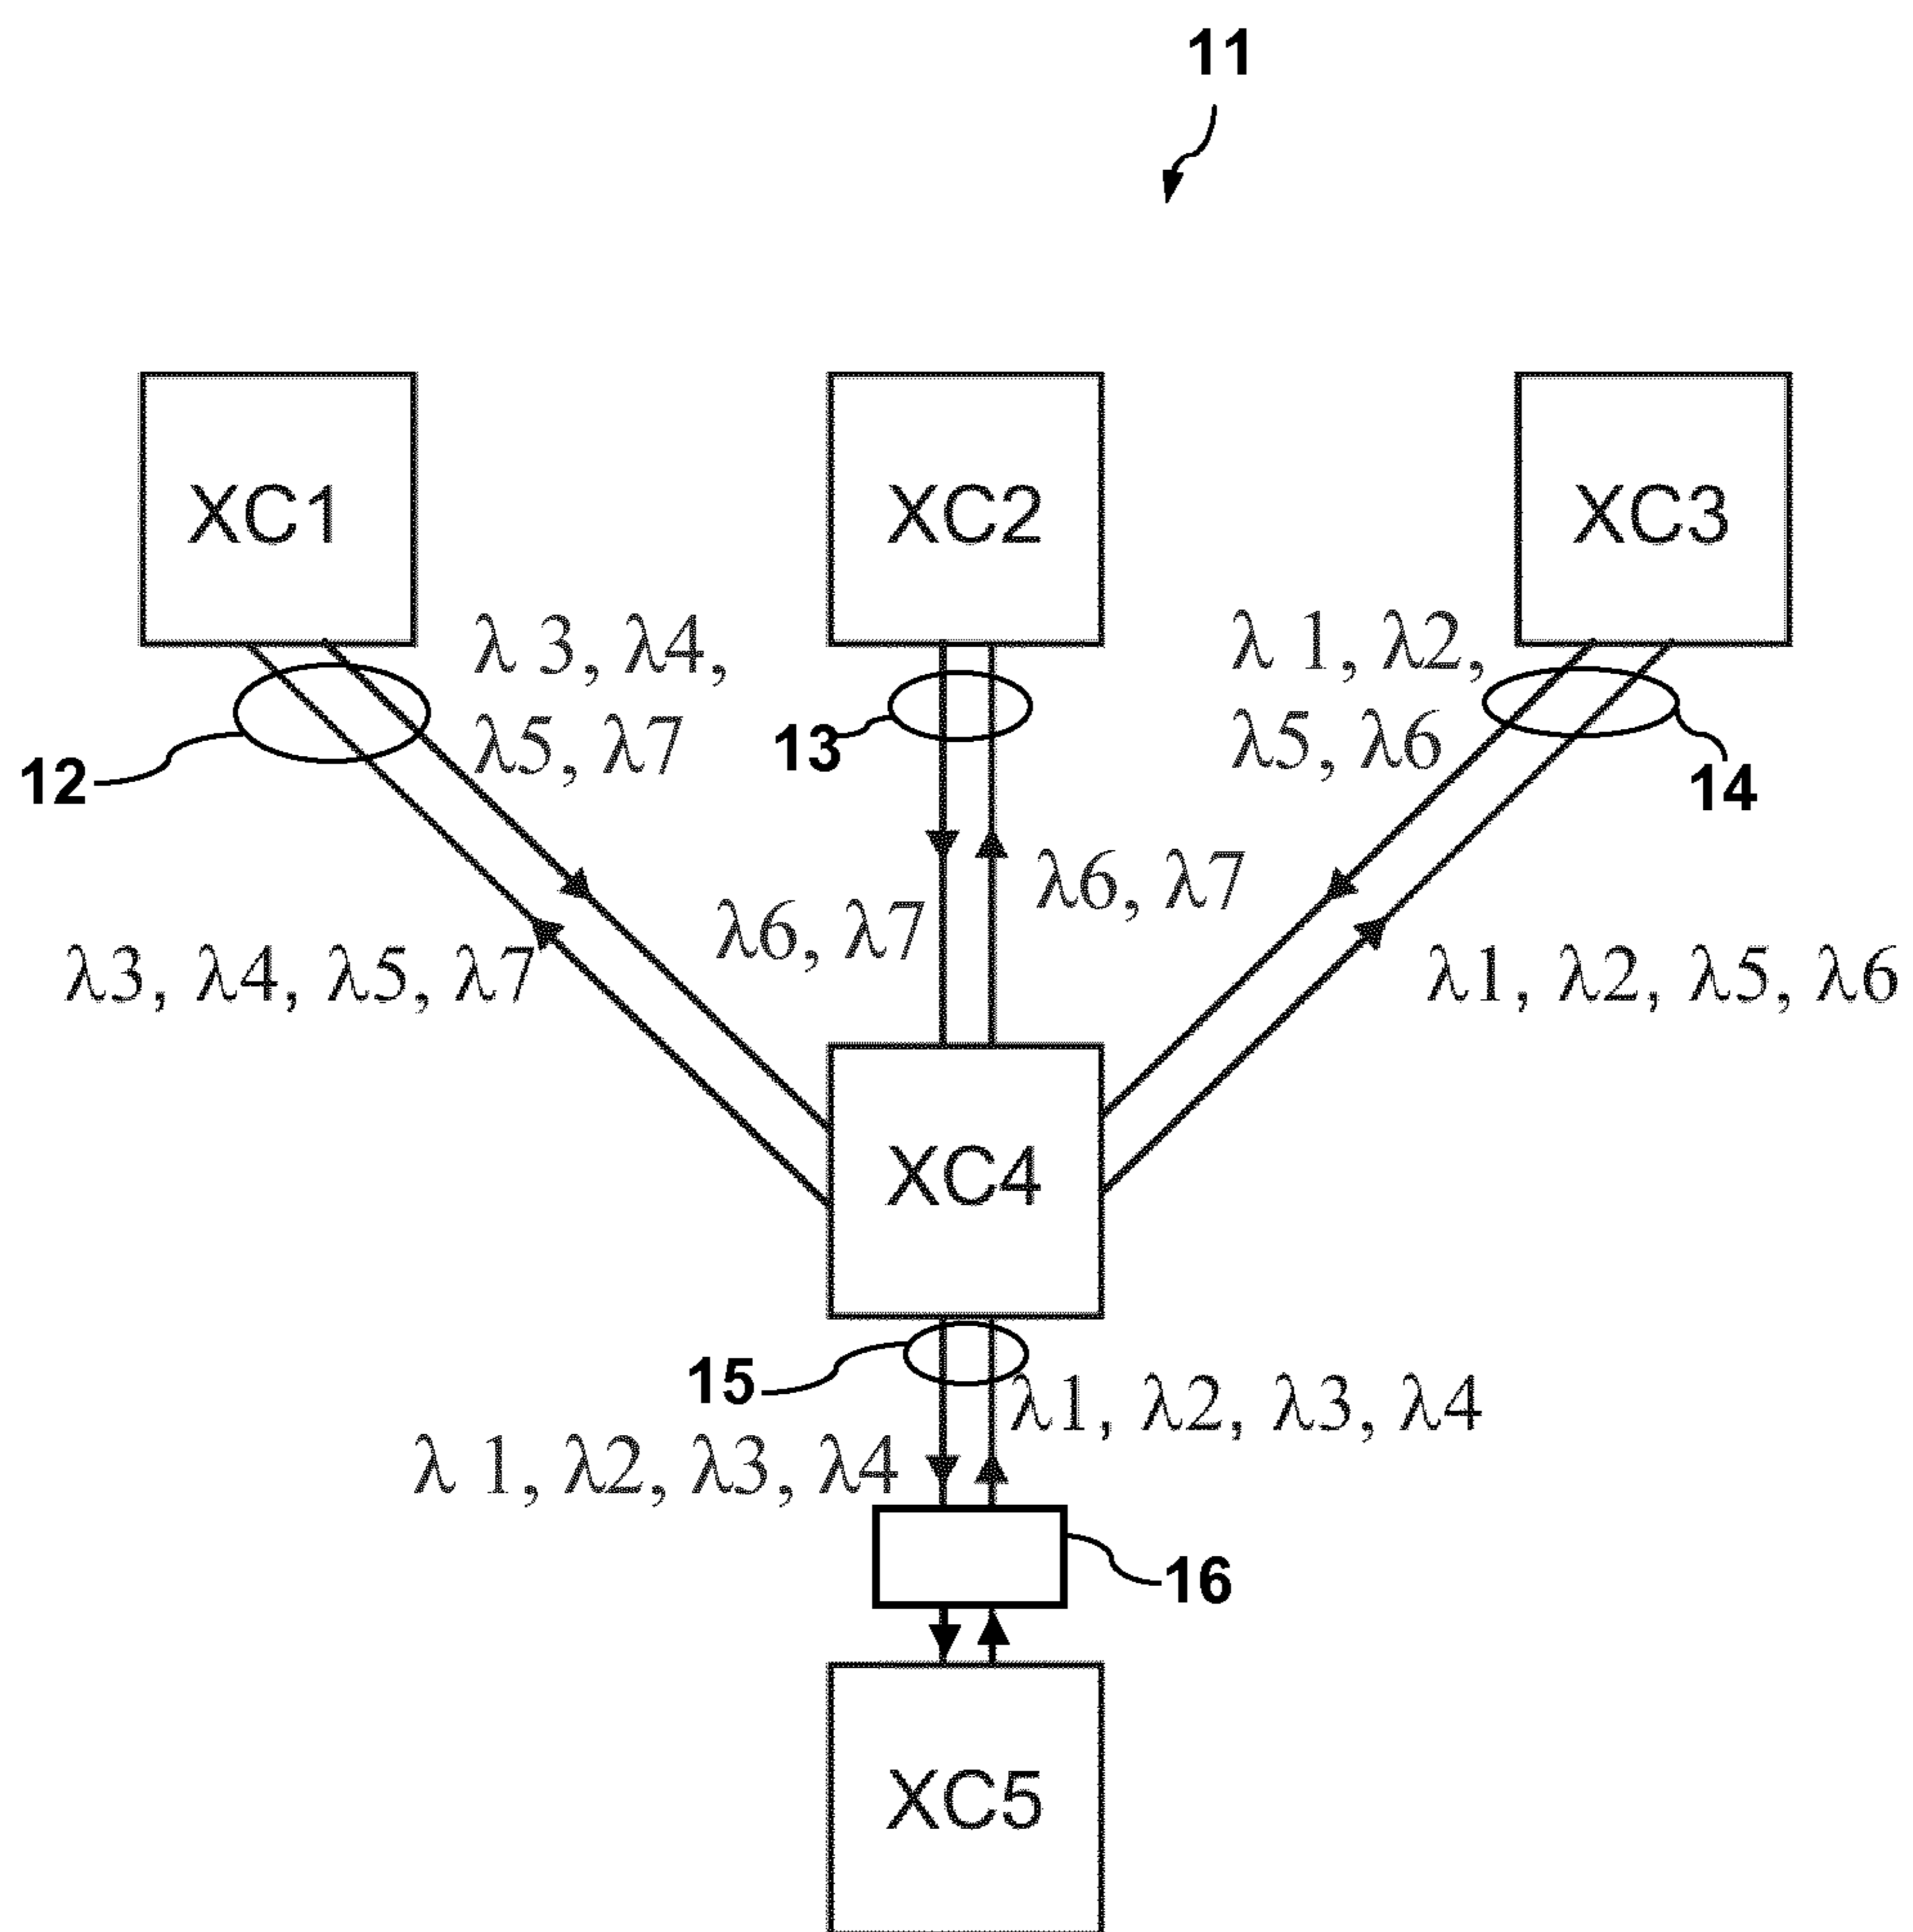 11
XC1
XC2
XC3
λ 3, λ4,
λ5, λ7
λ 1, λ2,
λ5, λ6
12
13
14
λ6, λ7
λ6, λ7
λ3, λ4, λ5, λ7
λ1, λ2, λ5, λ6
XC4
15
λ1, λ2, λ3, λ4
λ 1, λ2, λ3, λ4
16
XC5